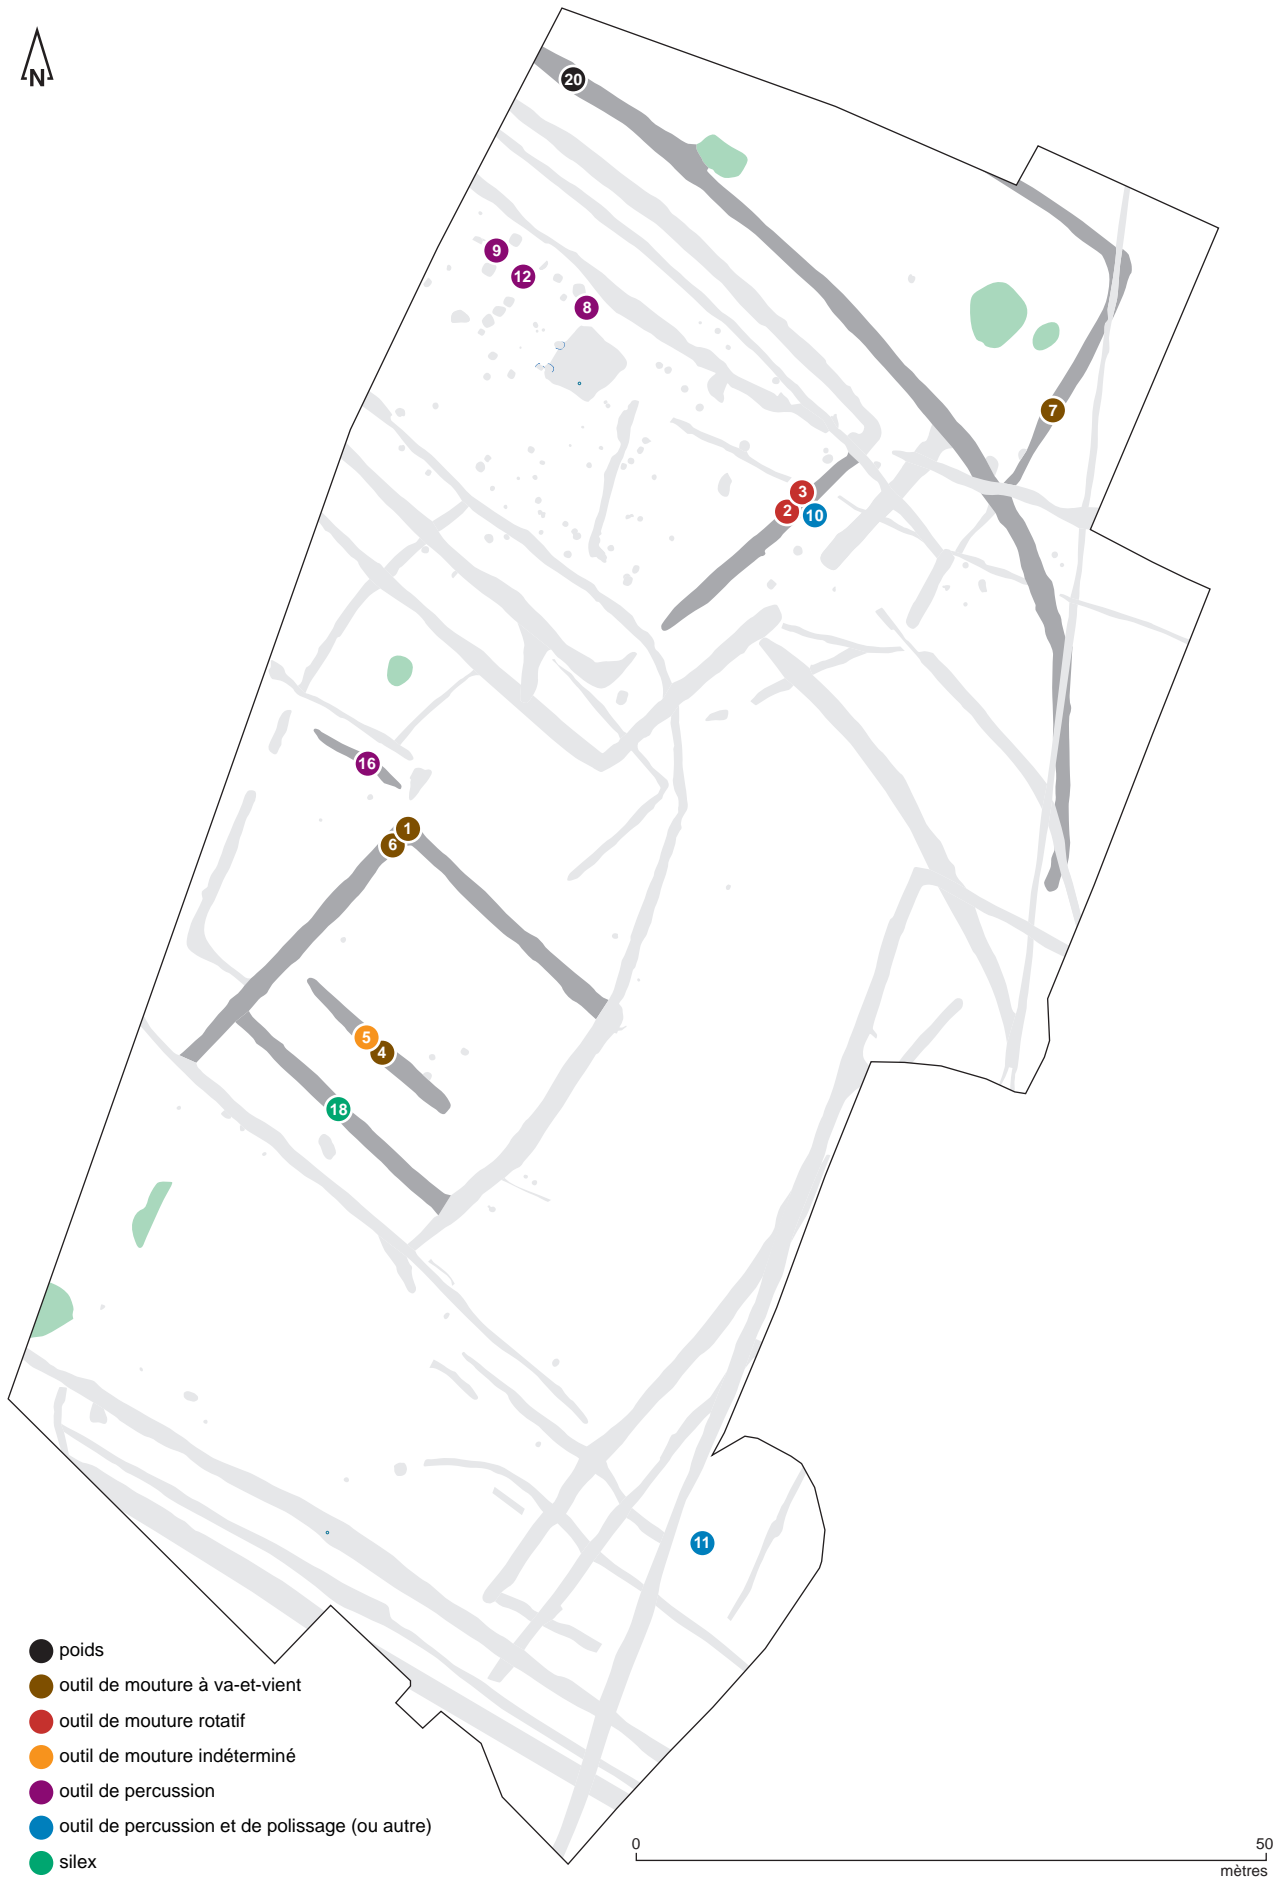 N
20
9
12
8
7
3
2
10
16
1
6
5
4
18
11
poids
outil de mouture à va-et-vient
outil de mouture rotatif
outil de mouture indéterminé
outil de percussion
outil de percussion et de polissage (ou autre)
silex
0 50
mètres